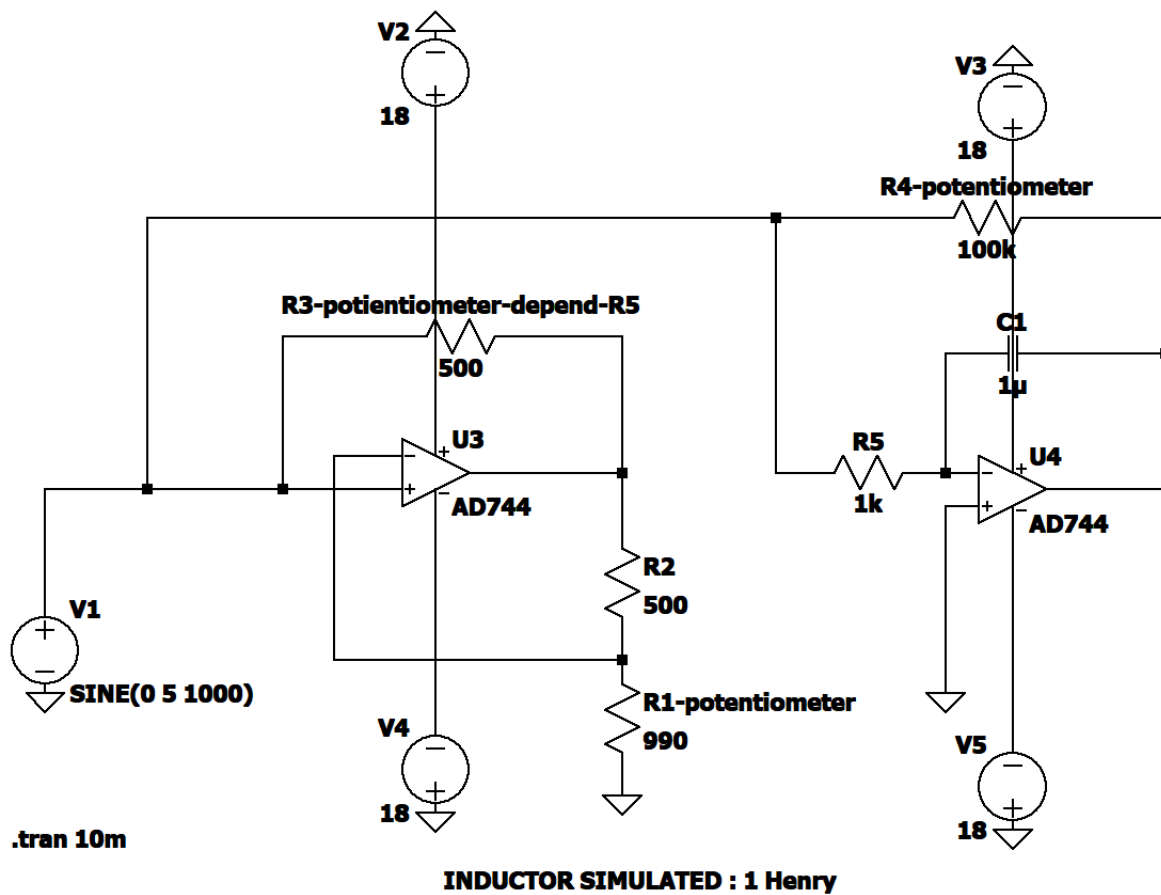 V2
18
V3
18
R4-potentiometer
100k
R3-potientiometer-depend-R5
500
C1
1µ
U3
AD744
R5
1k
U4
AD744
R2
500
V1
SINE(0 5 1000)
R1-potentiometer
990
V4
18
V5
18
.tran 10m
INDUCTOR SIMULATED : 1 Henry